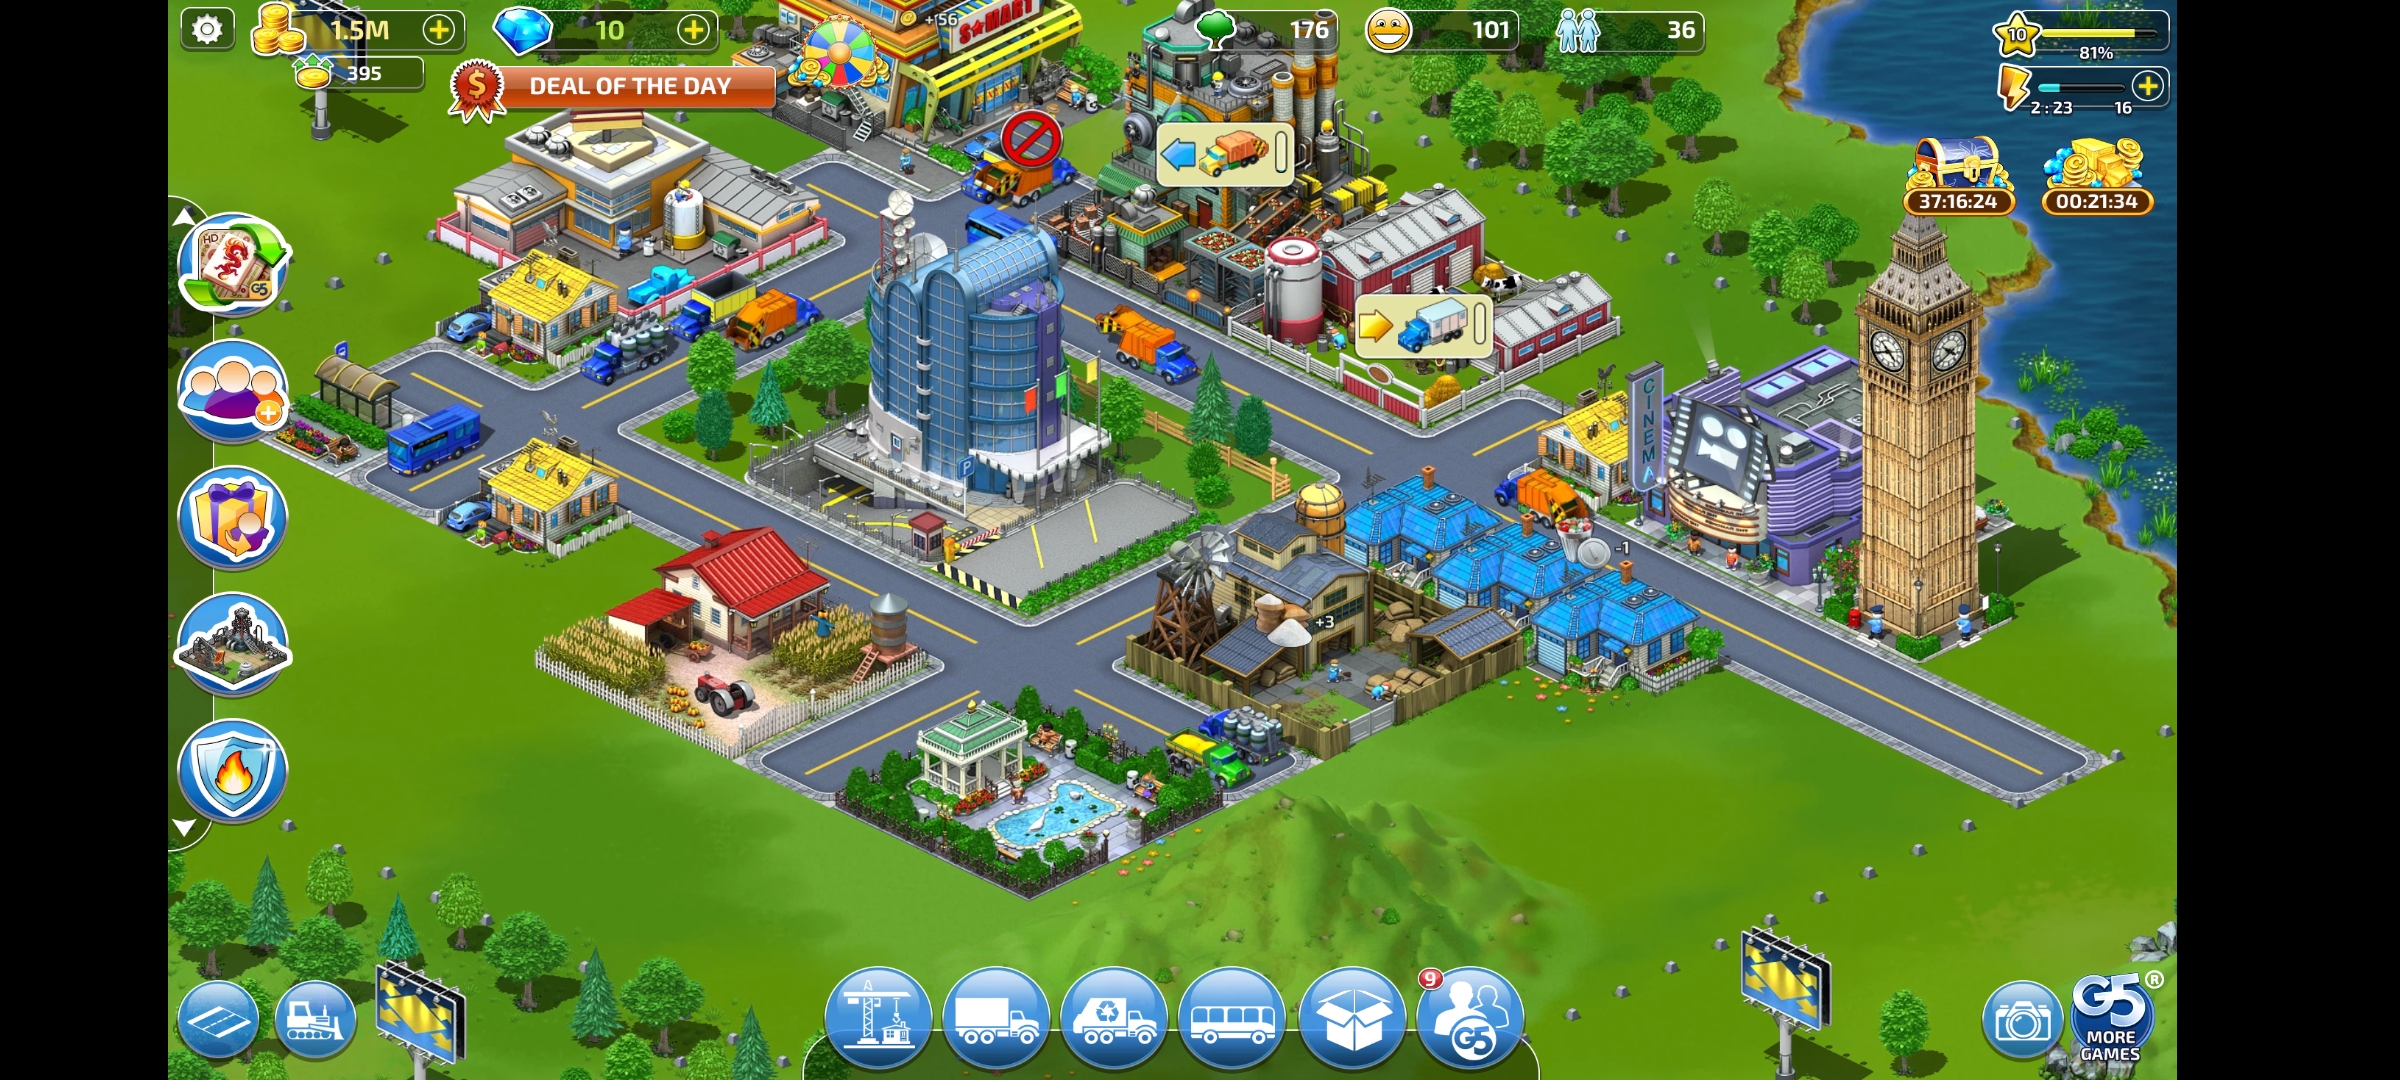 1.5M
10
+56
S★MART
176
101
36
10
81%
395
DEAL OF THE DAY
2:23
16
37:16:24
00:21:34
HD
G5
CINEMA
P
-1
+3
9
G5
G5
®
MORE
GAMES